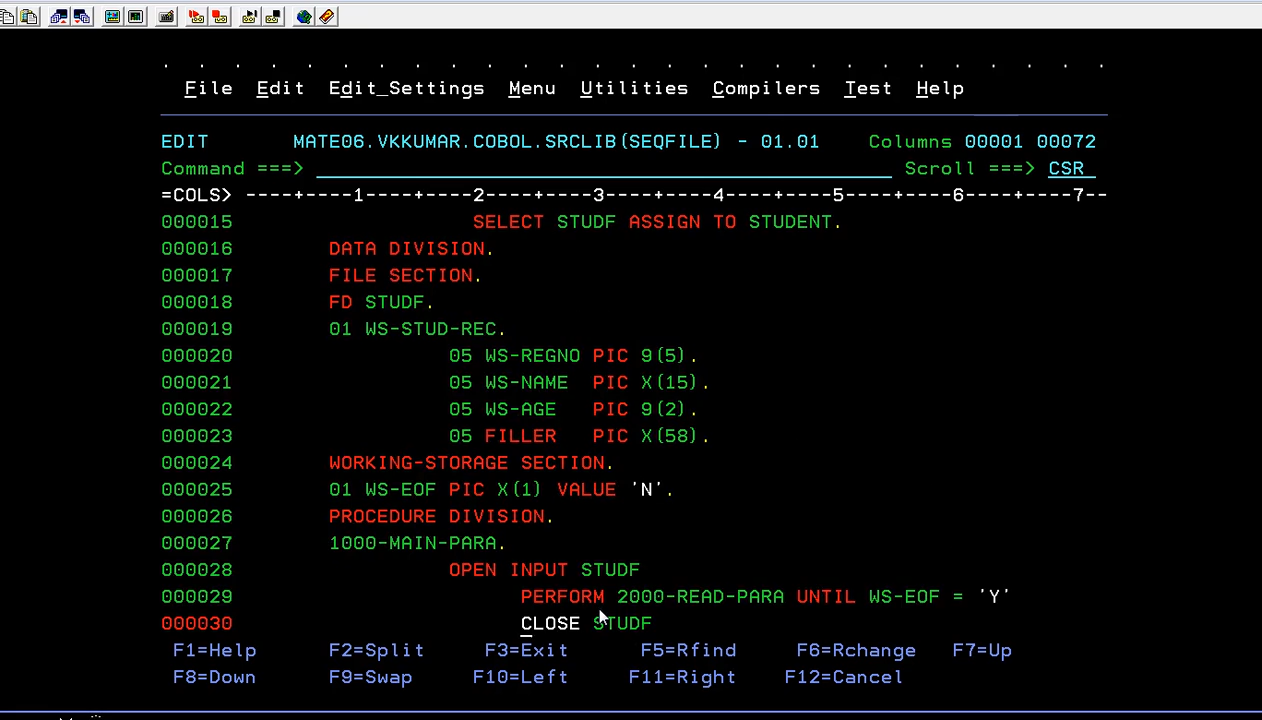 File Edit Edit_Settings Menu Utilities Compilers Test Help
EDIT MATE06.VKKUMAR.COBOL.SRCLIB(SEQFILE) - 01.01 Columns 00001 00072
Command ===> Scroll ===> CSR
=COLS> ----+----1----+----2----+----3----+----4----+----5----+----6----+----7--
000015 SELECT STUDF ASSIGN TO STUDENT.
000016 DATA DIVISION.
000017 FILE SECTION.
000018 FD STUDF.
000019 01 WS-STUD-REC.
000020 05 WS-REGNO PIC 9(5).
000021 05 WS-NAME PIC X(15).
000022 05 WS-AGE PIC 9(2).
000023 05 FILLER PIC X(58).
000024 WORKING-STORAGE SECTION.
000025 01 WS-EOF PIC X(1) VALUE 'N'.
000026 PROCEDURE DIVISION.
000027 1000-MAIN-PARA.
000028 OPEN INPUT STUDF
000029 PERFORM 2000-READ-PARA UNTIL WS-EOF = 'Y'
000030 CLOSE STUDF
F1=Help F2=Split F3=Exit F5=Rfind F6=Rchange F7=Up
F8=Down F9=Swap F10=Left F11=Right F12=Cancel